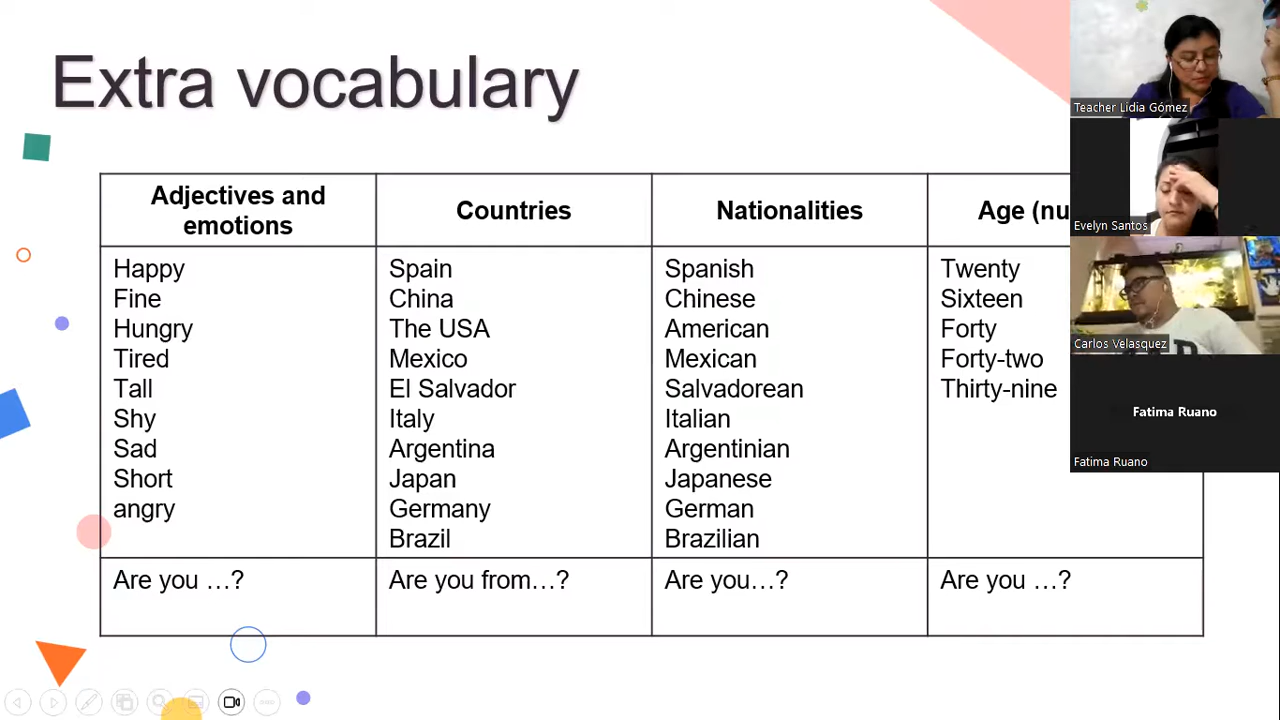 Extra vocabulary
Adjectives and
emotions
Countries
Nationalities
Age (nu
Happy
Fine
Hungry
Tired
Tall
Shy
Sad
Short
angry
Spain
China
The USA
Mexico
El Salvador
Italy
Argentina
Japan
Germany
Brazil
Spanish
Chinese
American
Mexican
Salvadorean
Italian
Argentinian
Japanese
German
Brazilian
Twenty
Sixteen
Forty
Forty-two
Thirty-nine
Are you …?
Are you from…?
Are you…?
Are you …?
Teacher Lidia Gómez
Evelyn Santos
Carlos Velasquez
Fatima Ruano
Fatima Ruano